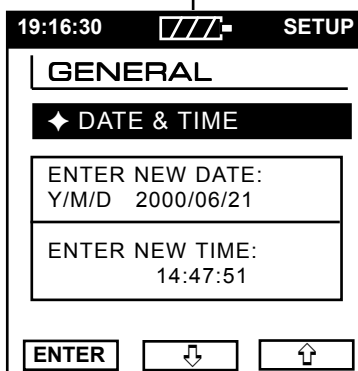 19:16:30 SETUP
GENERAL
DATE & TIME
ENTER NEW DATE:
Y/M/D 2000/06/21
ENTER NEW TIME:
14:47:51
ENTER